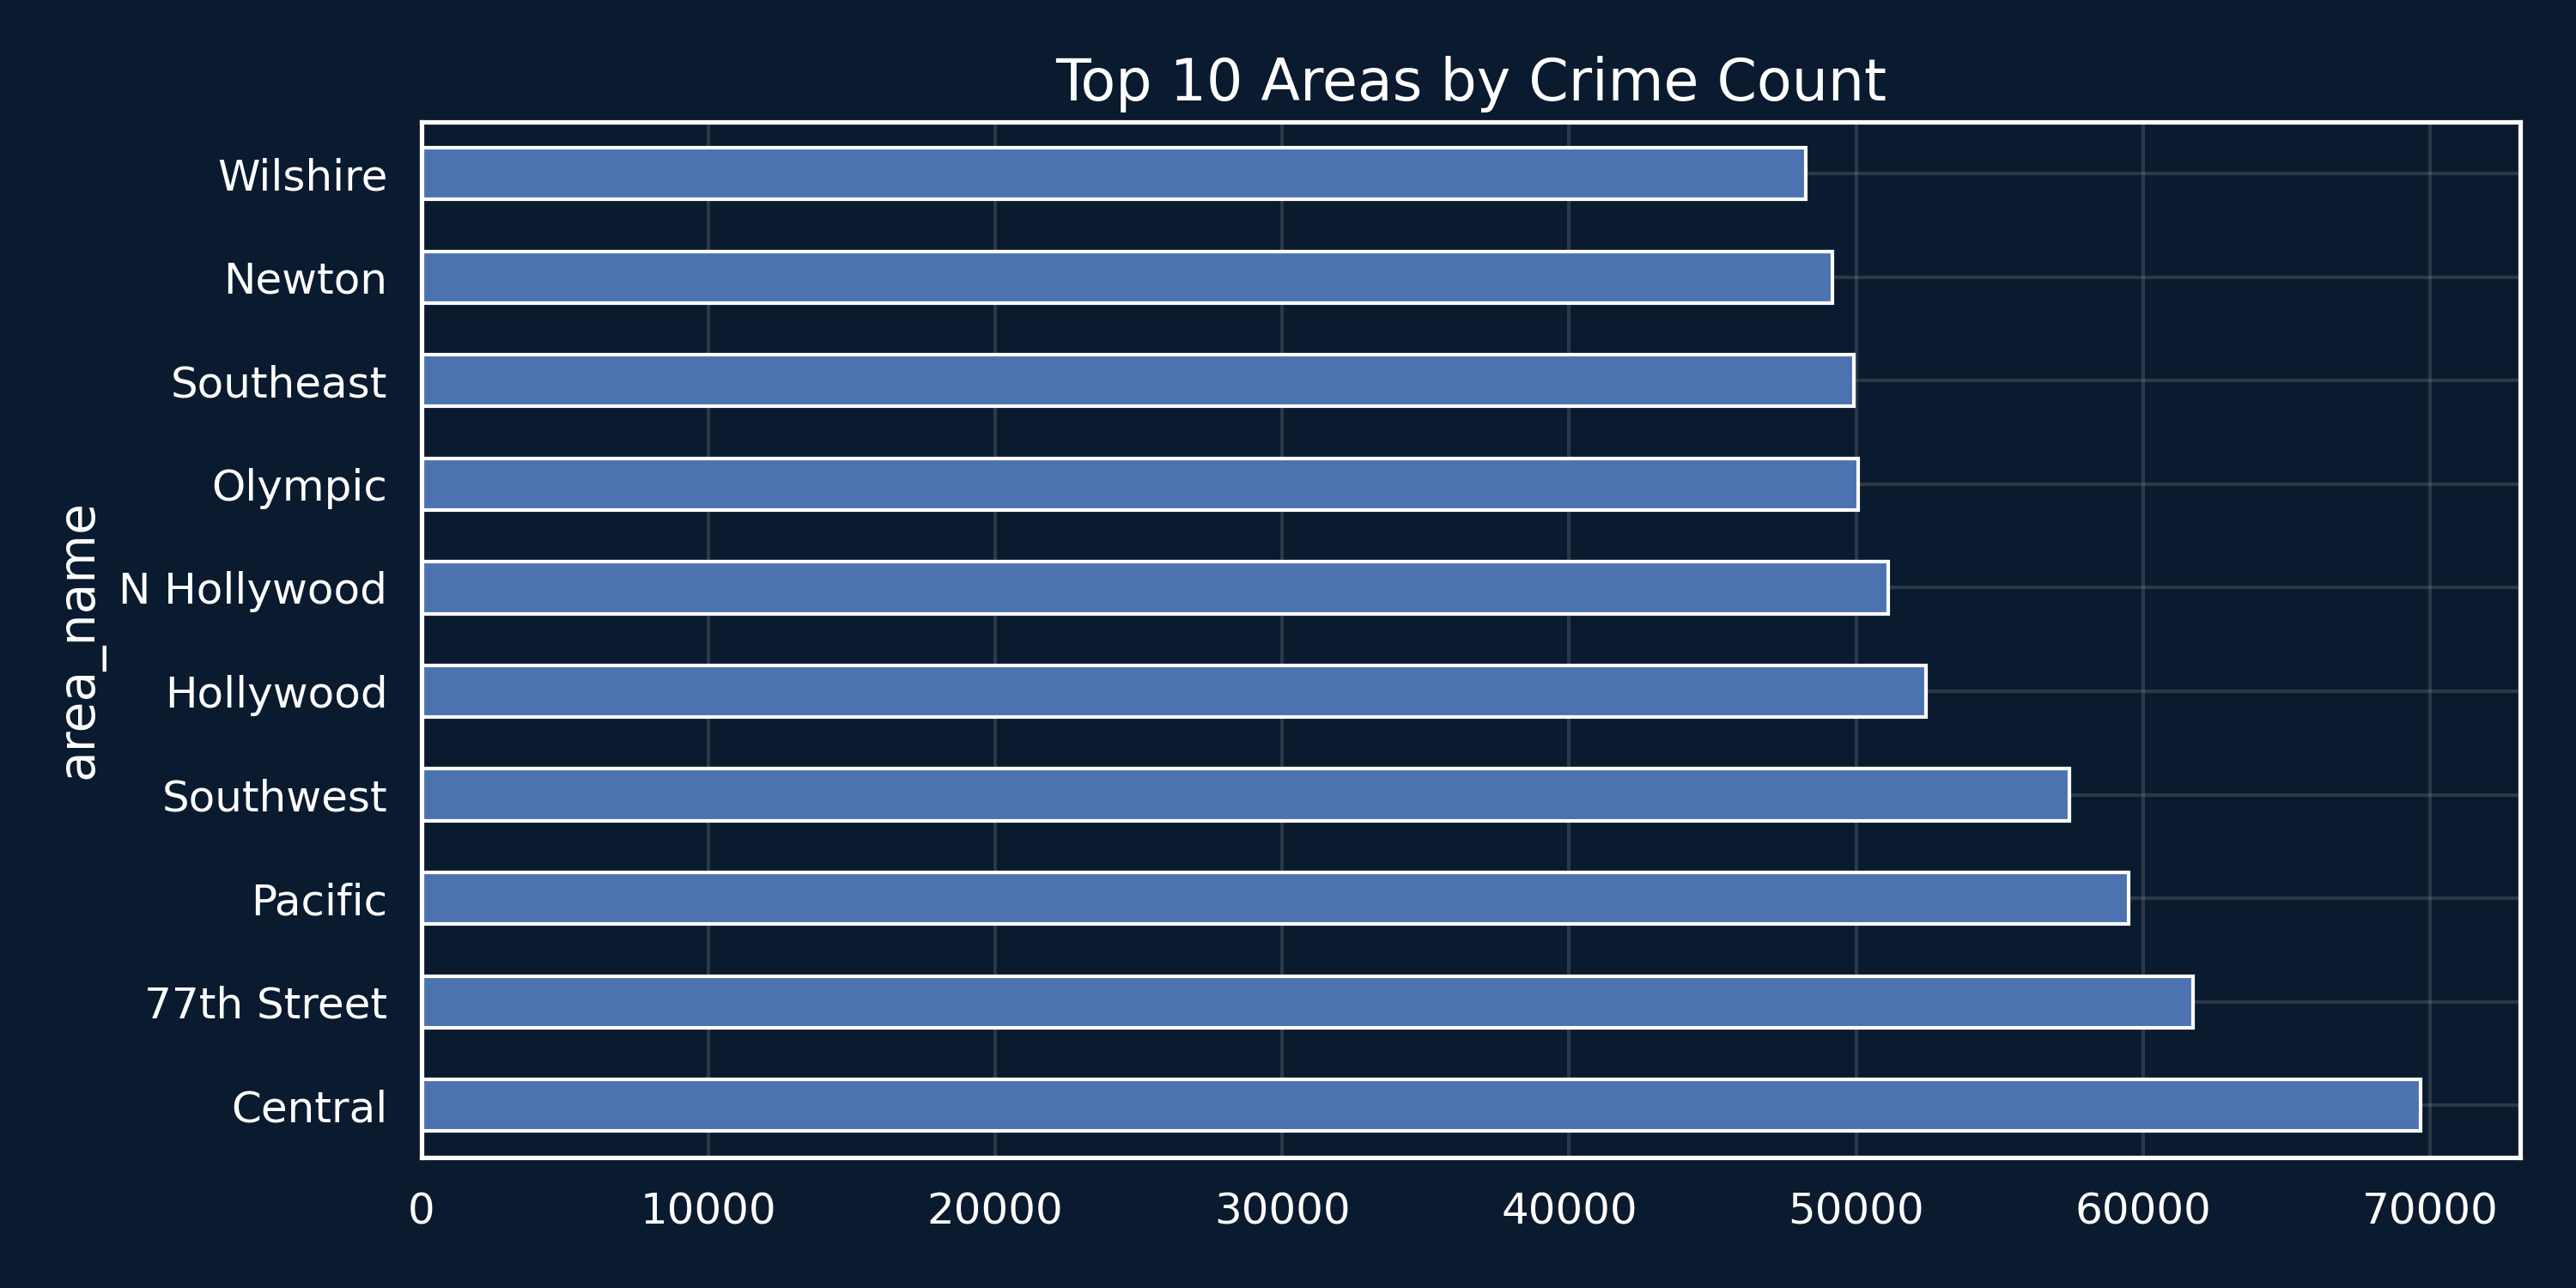 Top 10 Areas by Crime Count
area_name
Wilshire
Newton
Southeast
Olympic
N Hollywood
Hollywood
Southwest
Pacific
77th Street
Central
0 10000 20000 30000 40000 50000 60000 70000